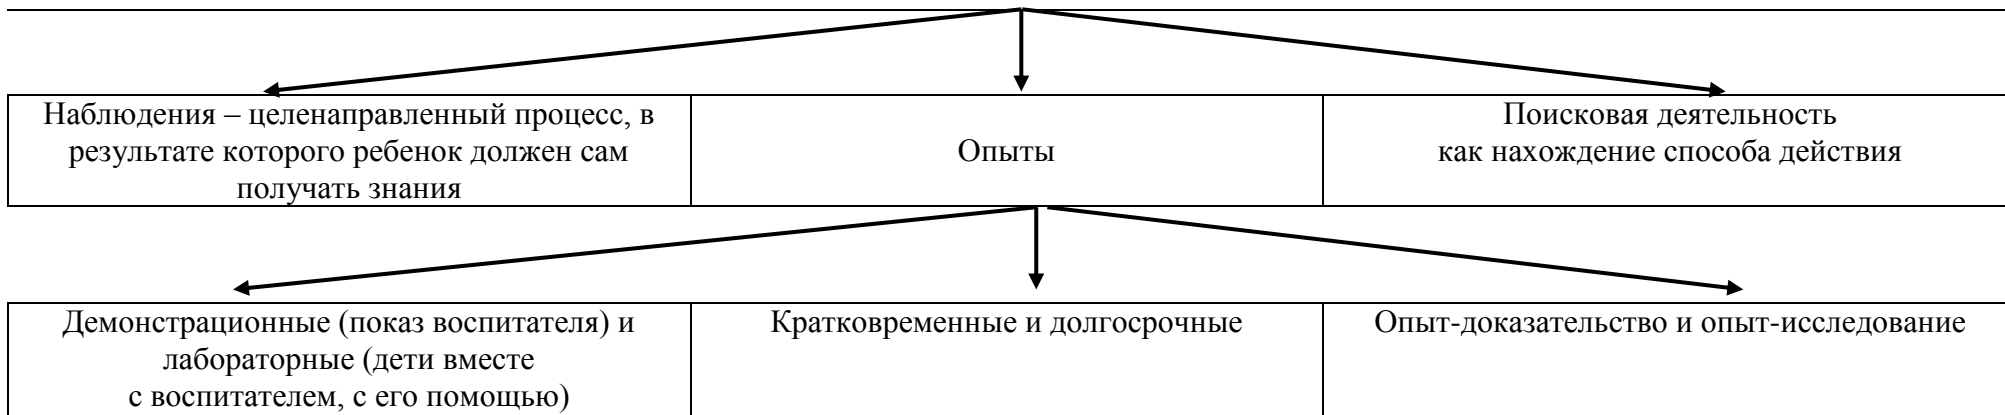 Наблюдения – целенаправленный процесс, в
результате которого ребенок должен сам
получать знания
Опыты
Поисковая деятельность
как нахождение способа действия
Демонстрационные (показ воспитателя) и
лабораторные (дети вместе
с воспитателем, с его помощью)
Кратковременные и долгосрочные
Опыт-доказательство и опыт-исследование